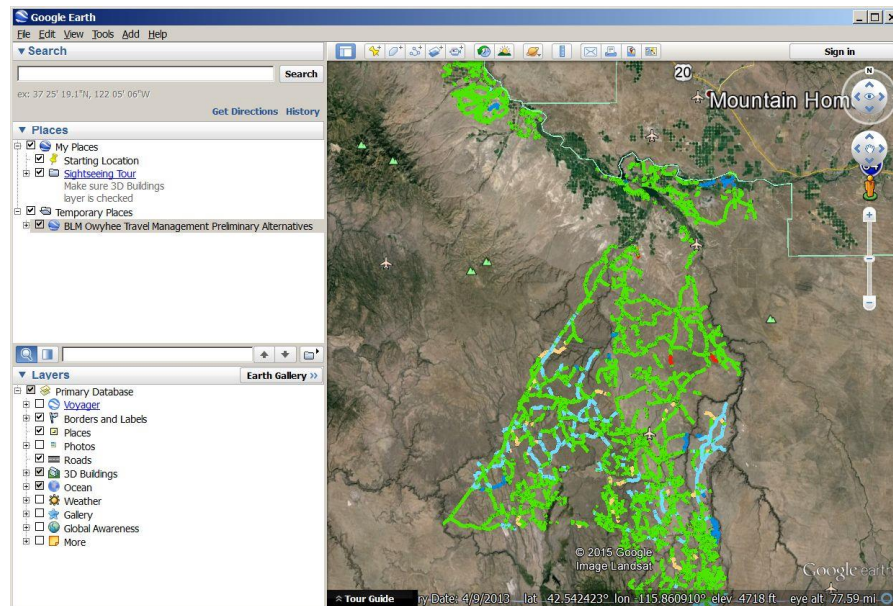 Google Earth
File Edit View Tools Add Help
Search
Search
ex: 37 25' 19.1"N, 122 05' 06"W
Get Directions History
Places
My Places
Starting Location
Sightseeing Tour
Make sure 3D Buildings
layer is checked
Temporary Places
BLM Owyhee Travel Management Preliminary Alternatives
Layers
Earth Gallery >>
Primary Database
Voyager
Borders and Labels
Places
Photos
Roads
3D Buildings
Ocean
Weather
Gallery
Global Awareness
More
Sign in
20
Mountain Hom
N
© 2015 Google
Image Landsat
Google earth
Tour Guide
ry Date: 4/9/2013 lat 42.542423° lon -115.860910° elev 4718 ft eye alt 77.59 mi